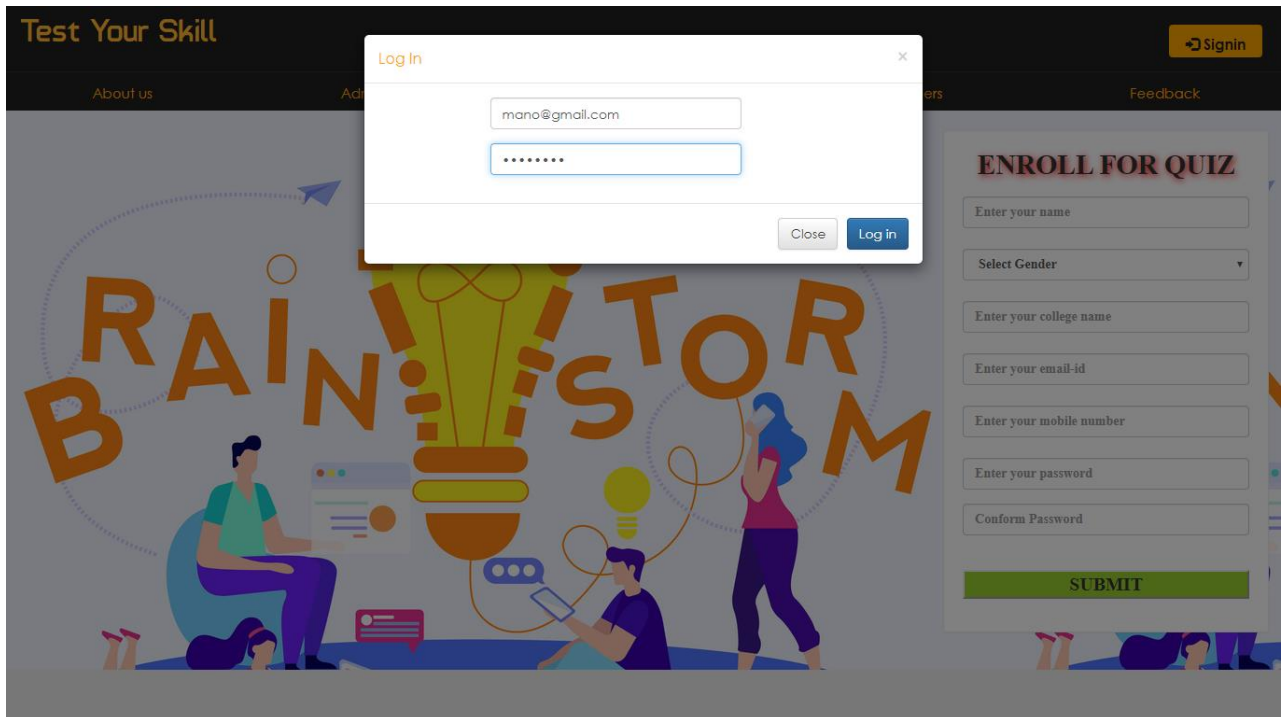 Test Your Skill
Signin
About us
Feedback
Log In
×
mano@gmail.com
••••••••
Close
Log in
BRAINSTORM
ENROLL FOR QUIZ
Enter your name
Select Gender
Enter your college name
Enter your email-id
Enter your mobile number
Enter your password
Conform Password
SUBMIT